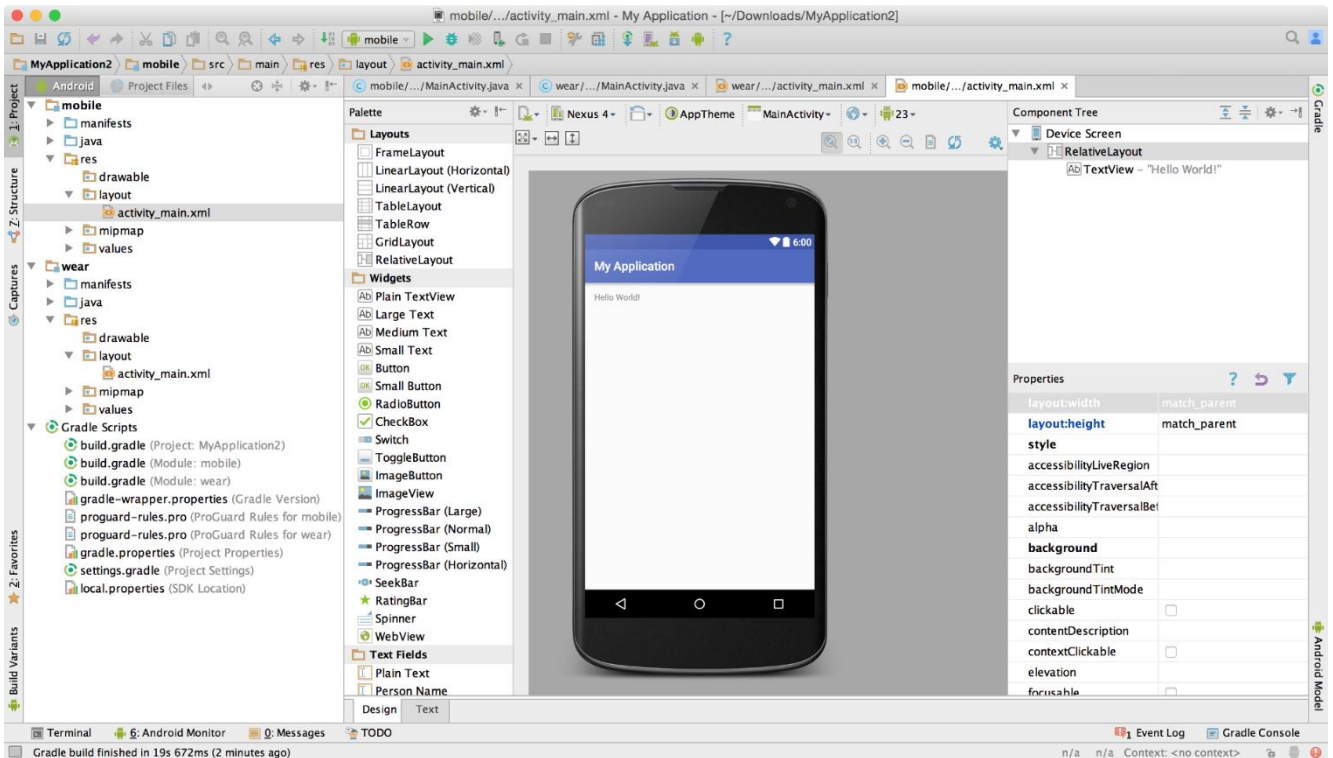 mobile/.../activity_main.xml - My Application - [~/Downloads/MyApplication2]
mobile
MyApplication2 mobile src main res layout activity_main.xml
1: Project
Z: Structure
Captures
2: Favorites
Build Variants
Android Project Files
mobile
manifests
java
res
drawable
layout
activity_main.xml
mipmap
values
wear
manifests
java
res
drawable
layout
activity_main.xml
mipmap
values
Gradle Scripts
build.gradle (Project: MyApplication2)
build.gradle (Module: mobile)
build.gradle (Module: wear)
gradle-wrapper.properties (Gradle Version)
proguard-rules.pro (ProGuard Rules for mobile)
proguard-rules.pro (ProGuard Rules for wear)
gradle.properties (Project Properties)
settings.gradle (Project Settings)
local.properties (SDK Location)
mobile/.../MainActivity.java × wear/.../MainActivity.java × wear/.../activity_main.xml × mobile/.../activity_main.xml ×
Palette
Layouts
FrameLayout
LinearLayout (Horizontal)
LinearLayout (Vertical)
TableLayout
TableRow
GridLayout
RelativeLayout
Widgets
Ab Plain TextView
Ab Large Text
Ab Medium Text
Ab Small Text
OK Button
OK Small Button
RadioButton
CheckBox
Switch
ToggleButton
ImageButton
ImageView
ProgressBar (Large)
ProgressBar (Normal)
ProgressBar (Small)
ProgressBar (Horizontal)
SeekBar
RatingBar
Spinner
WebView
Text Fields
Plain Text
Person Name
Nexus 4 AppTheme MainActivity 23
6:00
My Application
Hello World!
Design Text
Component Tree
Device Screen
RelativeLayout
Ab TextView – "Hello World!"
Properties
layout:width match_parent
layout:height match_parent
style
accessibilityLiveRegion
accessibilityTraversalAft
accessibilityTraversalBef
alpha
background
backgroundTint
backgroundTintMode
clickable
contentDescription
contextClickable
elevation
focusable
Gradle
Android Model
Terminal 6: Android Monitor 0: Messages TODO
1 Event Log Gradle Console
Gradle build finished in 19s 672ms (2 minutes ago)
n/a n/a Context: <no context>